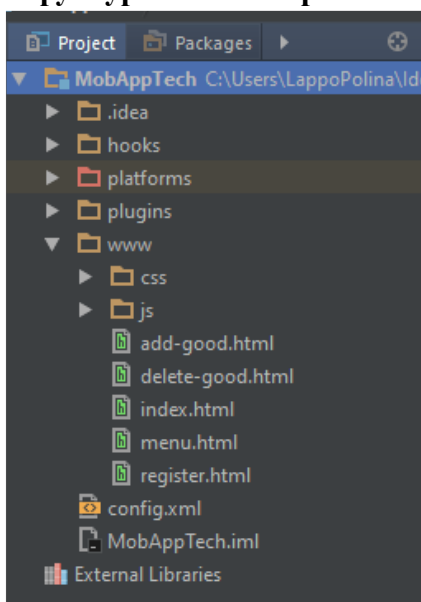 Project Packages
MobAppTech C:\Users\LappoPolina\Id
.idea
hooks
platforms
plugins
www
css
js
add-good.html
delete-good.html
index.html
menu.html
register.html
config.xml
MobAppTech.iml
External Libraries